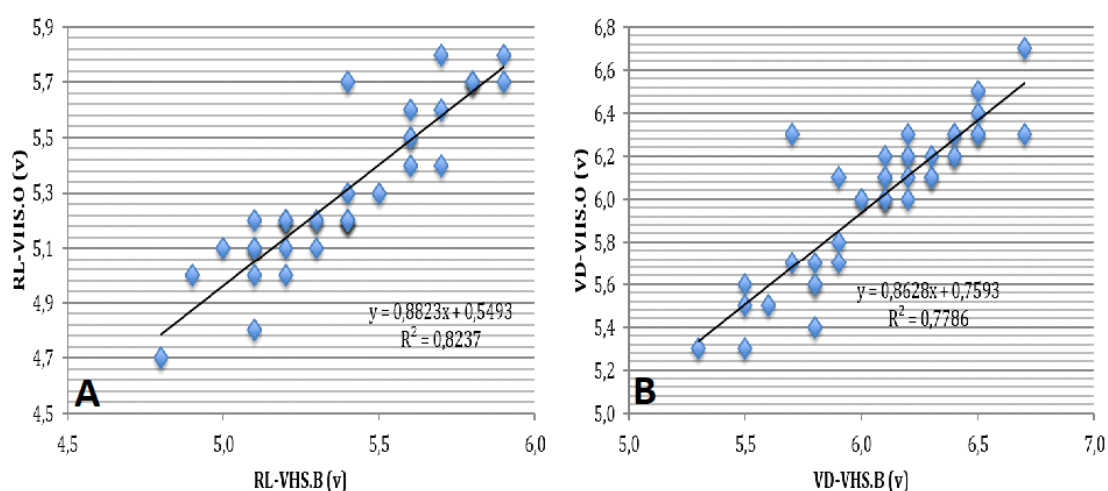 5,9
5,7
5,5
5,3
5,1
4,9
4,7
4,5
RL-VHS.O (v)
y = 0,8823x + 0,5493
R² = 0,8237
A
4,5
5,0
5,5
6,0
RL-VHS.B (v)
6,8
6,6
6,4
6,2
6,0
5,8
5,6
5,4
5,2
5,0
VD-VHS.O (v)
y = 0,8628x + 0,7593
R² = 0,7786
B
5,0
5,5
6,0
6,5
7,0
VD-VHS.B (v)